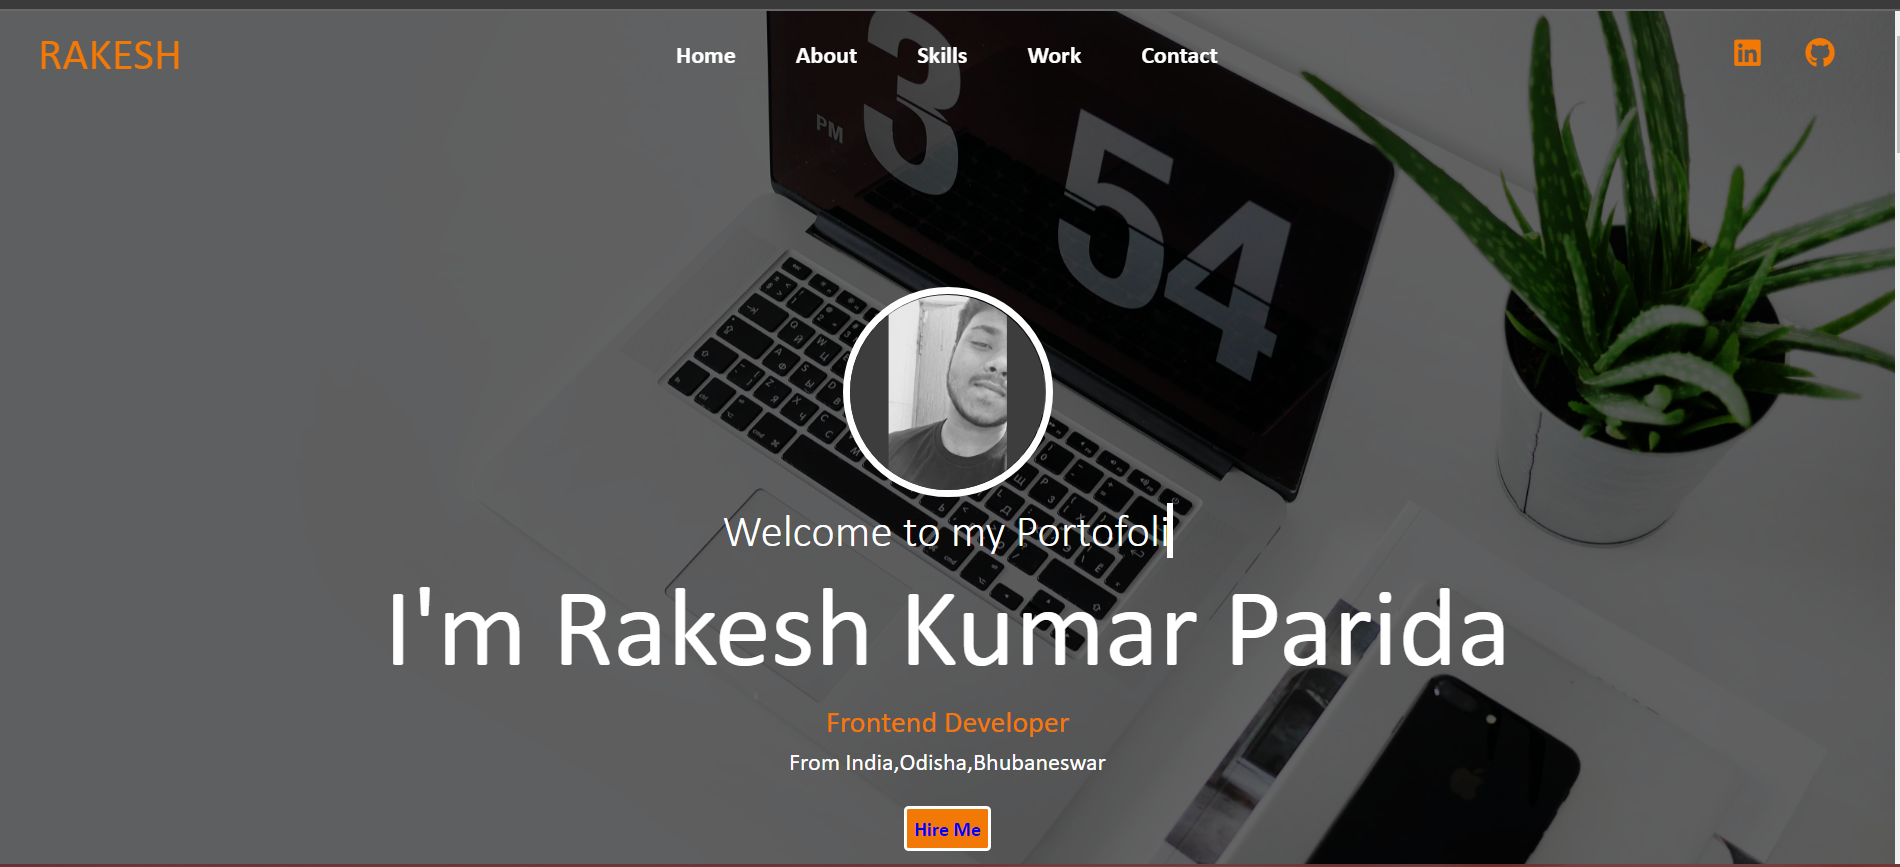 RAKESH
Home About Skills Work Contact
PM
3 54
Welcome to my Portofoli
I'm Rakesh Kumar Parida
Frontend Developer
From India,Odisha,Bhubaneswar
Hire Me